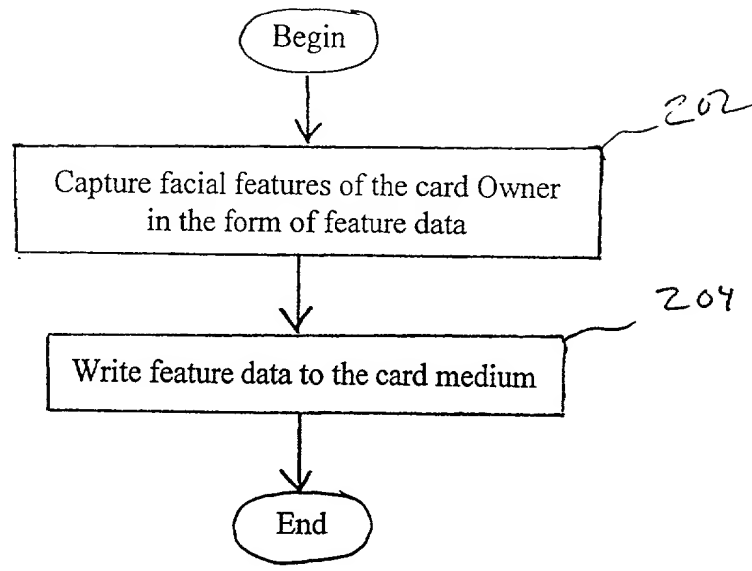 Begin
202
Capture facial features of the card Owner
in the form of feature data
204
Write feature data to the card medium
End